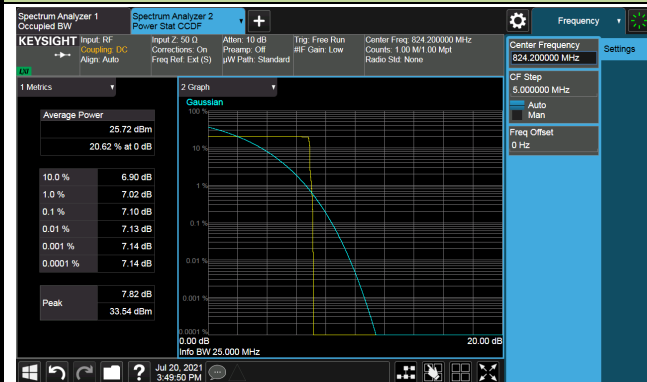 Spectrum Analyzer 1
Occupied BW
Spectrum Analyzer 2
Power Stat CCDF
+
Frequency
KEYSIGHT
Input: RF
Coupling: DC
Align: Auto
Input Z: 50 Ω
Corrections: On
Freq Ref: Ext (S)
Atten: 10 dB
Preamp: Off
µW Path: Standard
Trig: Free Run
#IF Gain: Low
Center Freq: 824.200000 MHz
Counts: 1.00 M/1.00 Mpt
Radio Std: None
LXI
Center Frequency
824.200000 MHz
Settings
CF Step
5.000000 MHz
Auto
Man
Freq Offset
0 Hz
1 Metrics
Average Power
25.72 dBm
20.62 % at 0 dB
10.0 % 6.90 dB
1.0 % 7.02 dB
0.1 % 7.10 dB
0.01 % 7.13 dB
0.001 % 7.14 dB
0.0001 % 7.14 dB
Peak
7.82 dB
33.54 dBm
2 Graph
Gaussian
100 %
10 %
1 %
0.1 %
0.01 %
0.001 %
0.0001 %
0.00 dB 20.00 dB
Info BW 25.000 MHz
?
Jul 20, 2021
3:49:50 PM